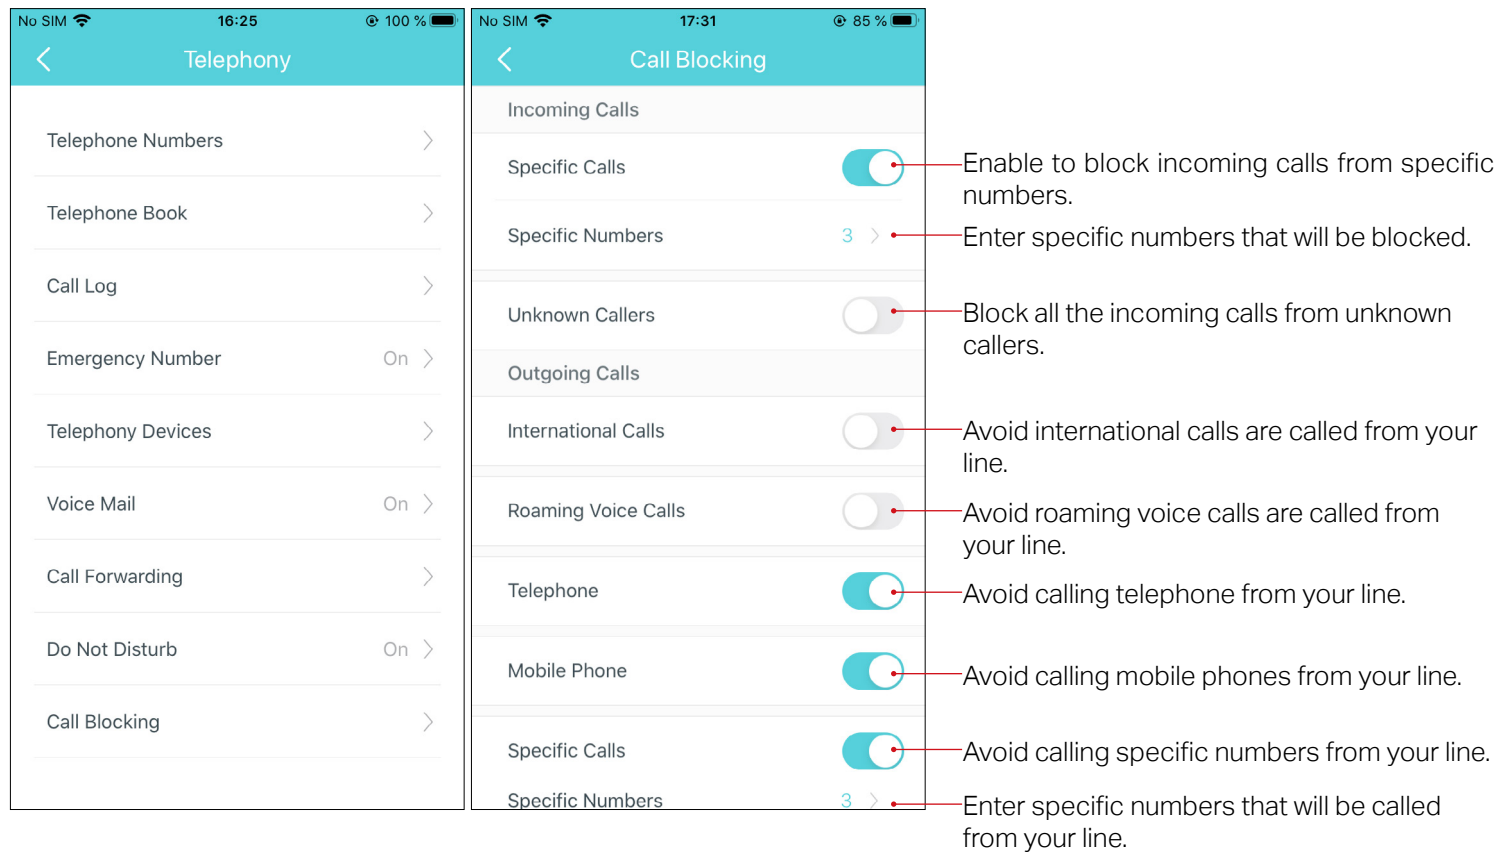 No SIM 16:25 100 %
Telephony
Telephone Numbers
Telephone Book
Call Log
Emergency Number On
Telephony Devices
Voice Mail On
Call Forwarding
Do Not Disturb On
Call Blocking
No SIM 17:31 85 %
Call Blocking
Incoming Calls
Specific Calls
Specific Numbers 3
Unknown Callers
Outgoing Calls
International Calls
Roaming Voice Calls
Telephone
Mobile Phone
Specific Calls
Specific Numbers 3
Enable to block incoming calls from specific
numbers.
Enter specific numbers that will be blocked.
Block all the incoming calls from unknown
callers.
Avoid international calls are called from your
line.
Avoid roaming voice calls are called from
your line.
Avoid calling telephone from your line.
Avoid calling mobile phones from your line.
Avoid calling specific numbers from your line.
Enter specific numbers that will be called
from your line.